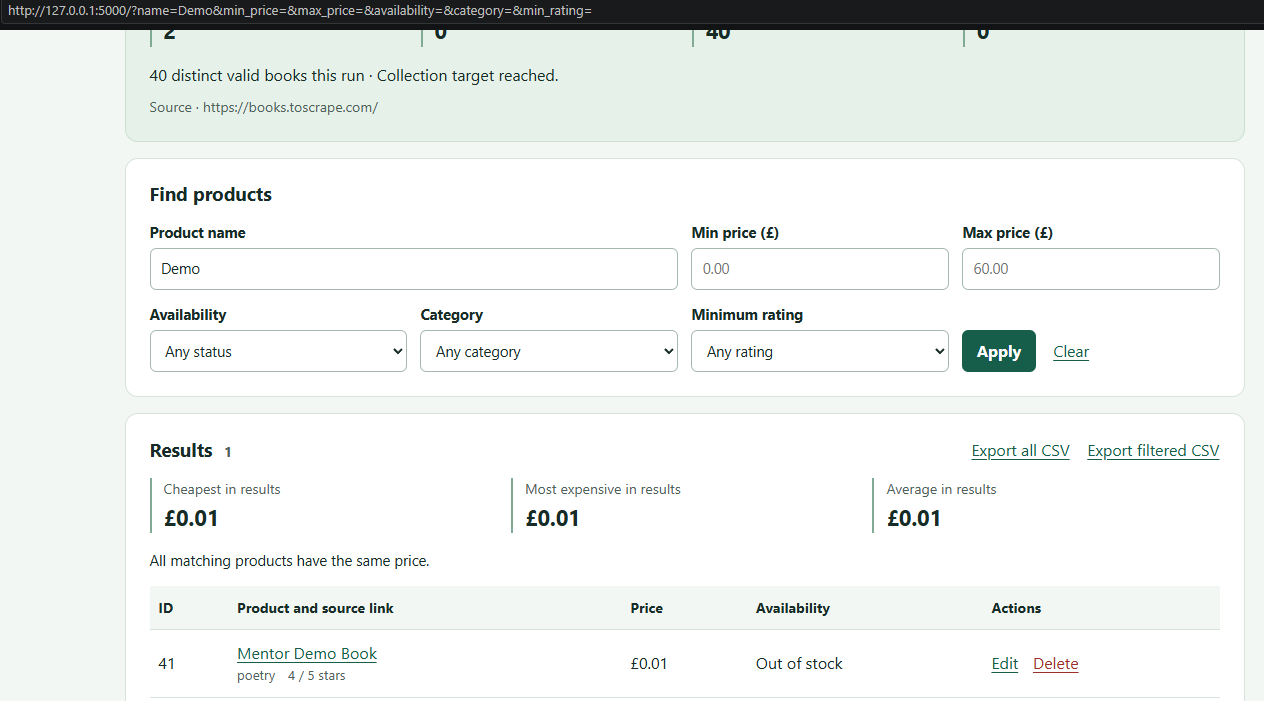 http://127.0.0.1:5000/?name=Demo&min_price=&max_price=&availability=&category=&min_rating=
2 0 40 0
40 distinct valid books this run · Collection target reached.
Source · https://books.toscrape.com/
Find products
Product name Min price (£) Max price (£)
Demo 0.00 60.00
Availability Category Minimum rating
Any status Any category Any rating Apply Clear
Results 1 Export all CSV Export filtered CSV
Cheapest in results Most expensive in results Average in results
£0.01 £0.01 £0.01
All matching products have the same price.
ID Product and source link Price Availability Actions
41 Mentor Demo Book £0.01 Out of stock Edit Delete
poetry 4 / 5 stars